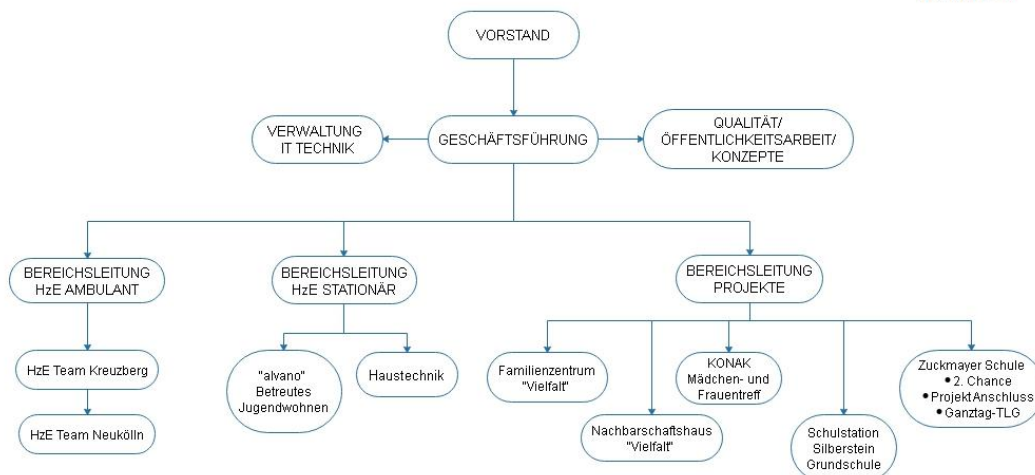 VORSTAND
VERWALTUNG
IT TECHNIK
GESCHÄFTSFÜHRUNG
QUALITÄT/
ÖFFENTLICHKEITSARBEIT/
KONZEPTE
BEREICHSLEITUNG
HzE AMBULANT
BEREICHSLEITUNG
HzE STATIONÄR
BEREICHSLEITUNG
PROJEKTE
HzE Team Kreuzberg
HzE Team Neukölln
"alvano"
Betreutes
Jugendwohnen
Haustechnik
Familienzentrum
"Vielfalt"
Nachbarschaftshaus
"Vielfalt"
KONAK
Mädchen- und
Frauentreff
Schulstation
Silberstein
Grundschule
Zuckmayer Schule
• 2. Chance
• Projekt Anschluss
• Ganztag-TLG